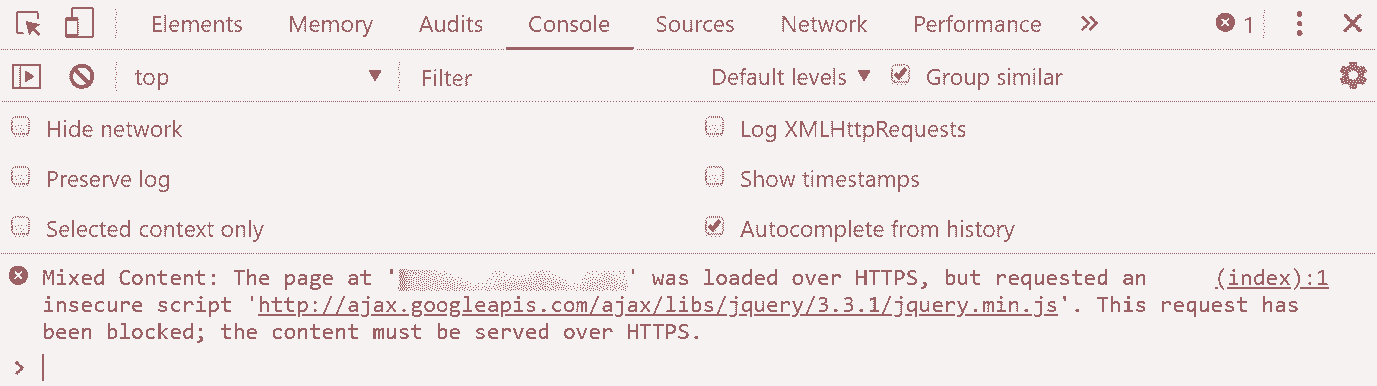 Elements Memory Audits Console Sources Network Performance 1
top Filter Default levels Group similar
Hide network Log XMLHttpRequests
Preserve log Show timestamps
Selected context only Autocomplete from history
Mixed Content: The page at '' was loaded over HTTPS, but requested an (index):1
insecure script 'http://ajax.googleapis.com/ajax/libs/jquery/3.3.1/jquery.min.js'. This request has
been blocked; the content must be served over HTTPS.